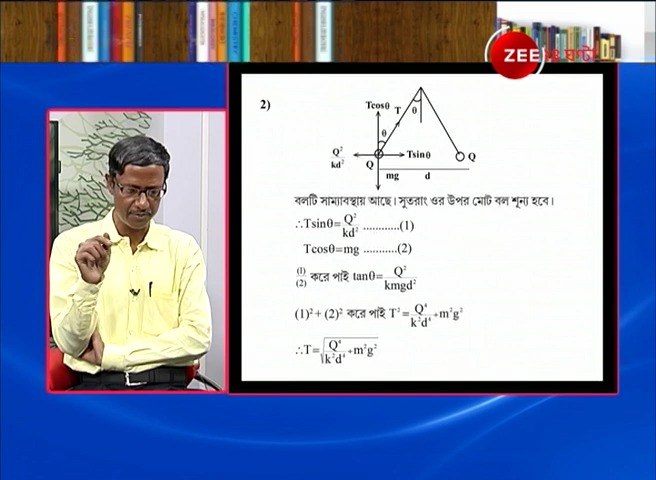 ZEE ২৪ ঘন্টা
2)
Tcosθ
T
θ
θ
Q²/kd²
Q
Tsinθ
Q
mg
d
বলটি সাম্যাবস্থায় আছে। সুতরাং ওর উপর মোট বল শূন্য হবে।
∴Tsinθ=Q²/kd² ............(1)
Tcosθ=mg ...........(2)
(1)/(2) করে পাই tanθ=Q²/kmgd²
(1)²+(2)² করে পাই T²=Q⁴/k²d⁴+m²g²
∴T=√(Q⁴/k²d⁴+m²g²)